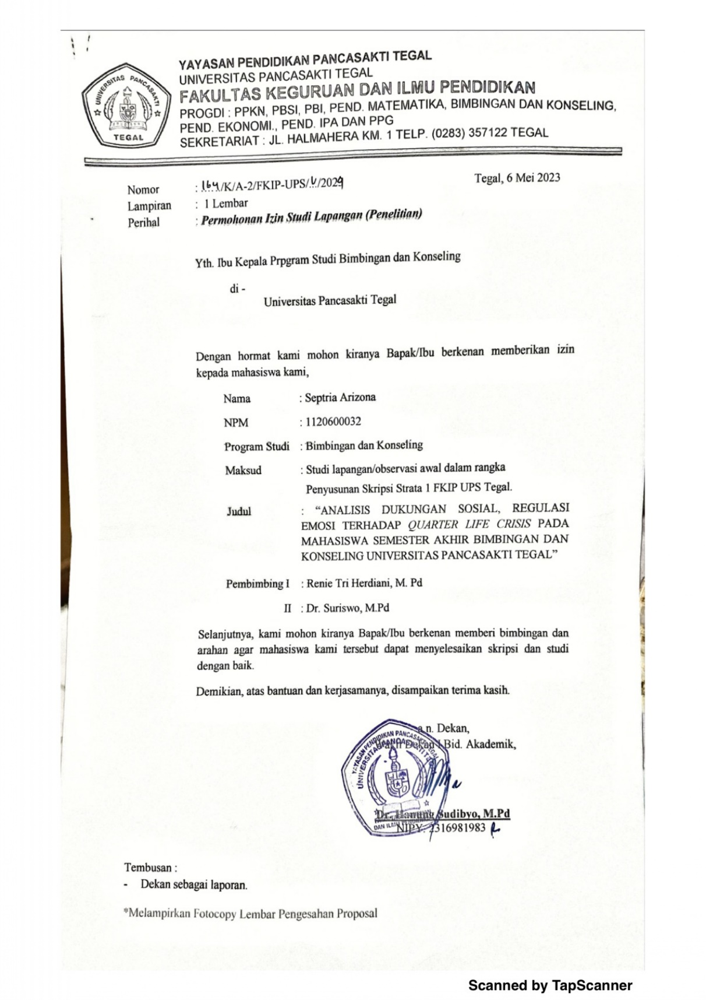 YAYASAN PENDIDIKAN PANCASAKTI TEGAL
UNIVERSITAS PANCASAKTI TEGAL
FAKULTAS KEGURUAN DAN ILMU PENDIDIKAN
PROGDI : PPKN, PBSI, PBI, PEND. MATEMATIKA, BIMBINGAN DAN KONSELING,
PEND. EKONOMI., PEND. IPA DAN PPG
SEKRETARIAT : JL. HALMAHERA KM. 1 TELP. (0283) 357122 TEGAL
UNIVERSITAS PANCASAKTI
TEGAL
Tegal, 6 Mei 2023
Nomor : 164/K/A-2/FKIP-UPS/V/2024
Lampiran : 1 Lembar
Perihal : Permohonan Izin Studi Lapangan (Penelitian)
Yth. Ibu Kepala Prpgram Studi Bimbingan dan Konseling
di -
Universitas Pancasakti Tegal
Dengan hormat kami mohon kiranya Bapak/Ibu berkenan memberikan izin
kepada mahasiswa kami,
Nama : Septria Arizona
NPM : 1120600032
Program Studi : Bimbingan dan Konseling
Maksud : Studi lapangan/observasi awal dalam rangka
Penyusunan Skripsi Strata 1 FKIP UPS Tegal.
Judul : “ANALISIS DUKUNGAN SOSIAL, REGULASI
EMOSI TERHADAP QUARTER LIFE CRISIS PADA
MAHASISWA SEMESTER AKHIR BIMBINGAN DAN
KONSELING UNIVERSITAS PANCASAKTI TEGAL”
Pembimbing I : Renie Tri Herdiani, M. Pd
II : Dr. Suriswo, M.Pd
Selanjutnya, kami mohon kiranya Bapak/Ibu berkenan memberi bimbingan dan
arahan agar mahasiswa kami tersebut dapat menyelesaikan skripsi dan studi
dengan baik.
Demikian, atas bantuan dan kerjasamanya, disampaikan terima kasih.
a.n. Dekan,
Wakil Dekan I Bid. Akademik,
YAYASAN PENDIDIKAN PANCASAKTI TEGAL
UNIVERSITAS PANCASAKTI TEGAL
DAN ILMU PENDIDIKAN
Dr. Hanung Sudibyo, M.Pd
NIPY. 2316981983
Tembusan :
- Dekan sebagai laporan.
*Melampirkan Fotocopy Lembar Pengesahan Proposal
Scanned by TapScanner